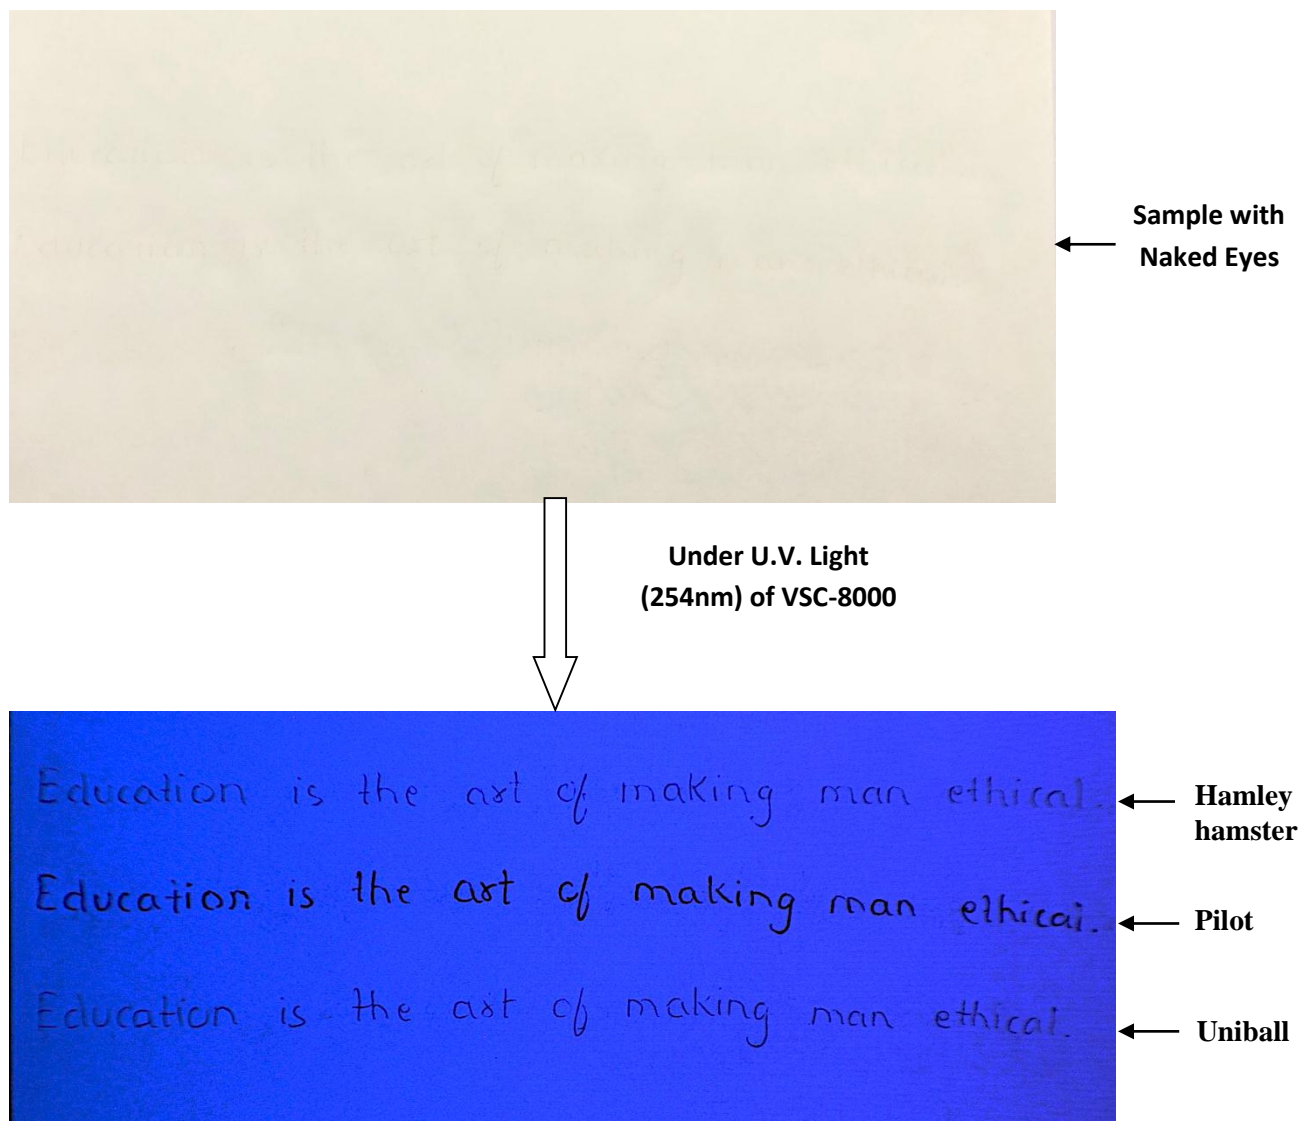 Sample with
Naked Eyes
Under U.V. Light
(254nm) of VSC-8000
Education is the art of making man ethical.
Hamley
hamster
Education is the art of making man ethical.
Pilot
Education is the art of making man ethical.
Uniball